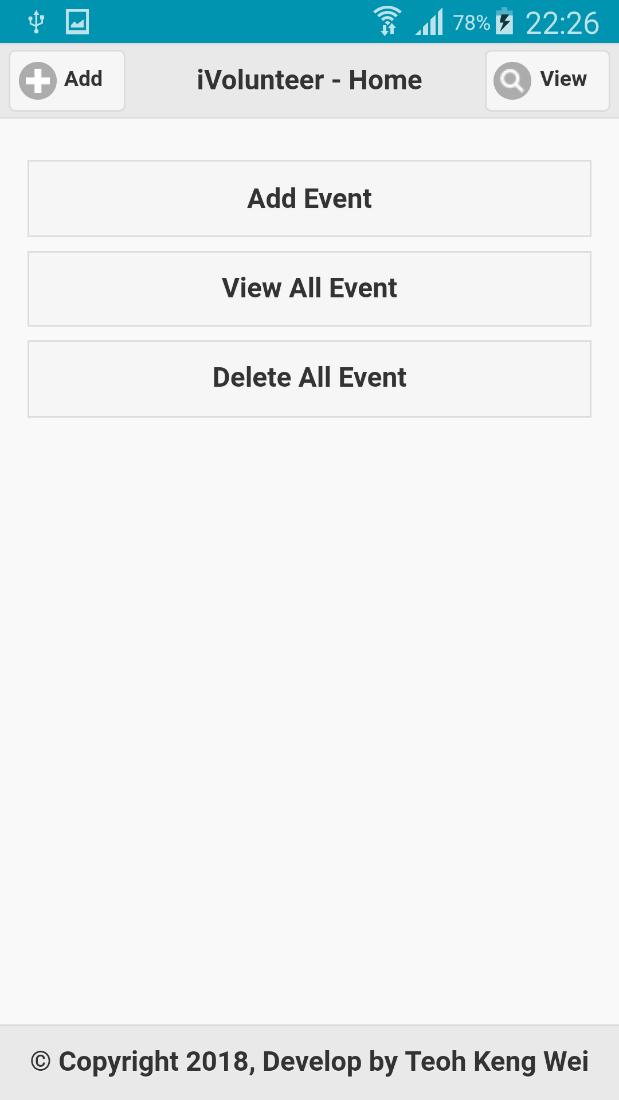 78% 22:26
Add iVolunteer - Home View
Add Event
View All Event
Delete All Event
© Copyright 2018, Develop by Teoh Keng Wei